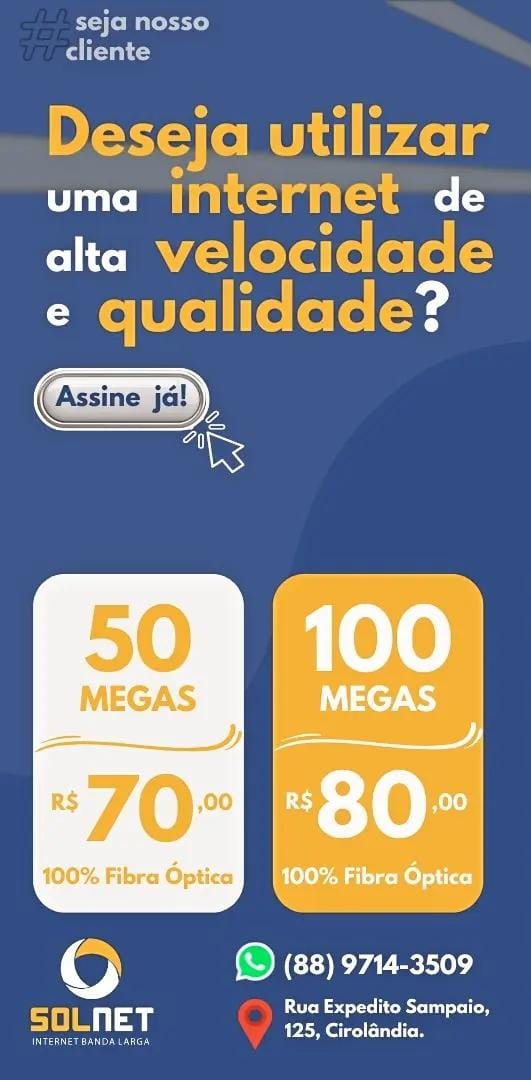 # seja nosso
cliente
Deseja utilizar
uma internet de
alta velocidade
e qualidade?
Assine já!
50
MEGAS
R$ 70,00
100% Fibra Óptica
100
MEGAS
R$ 80,00
100% Fibra Óptica
SOLNET
INTERNET BANDA LARGA
(88) 9714-3509
Rua Expedito Sampaio,
125, Cirolândia.